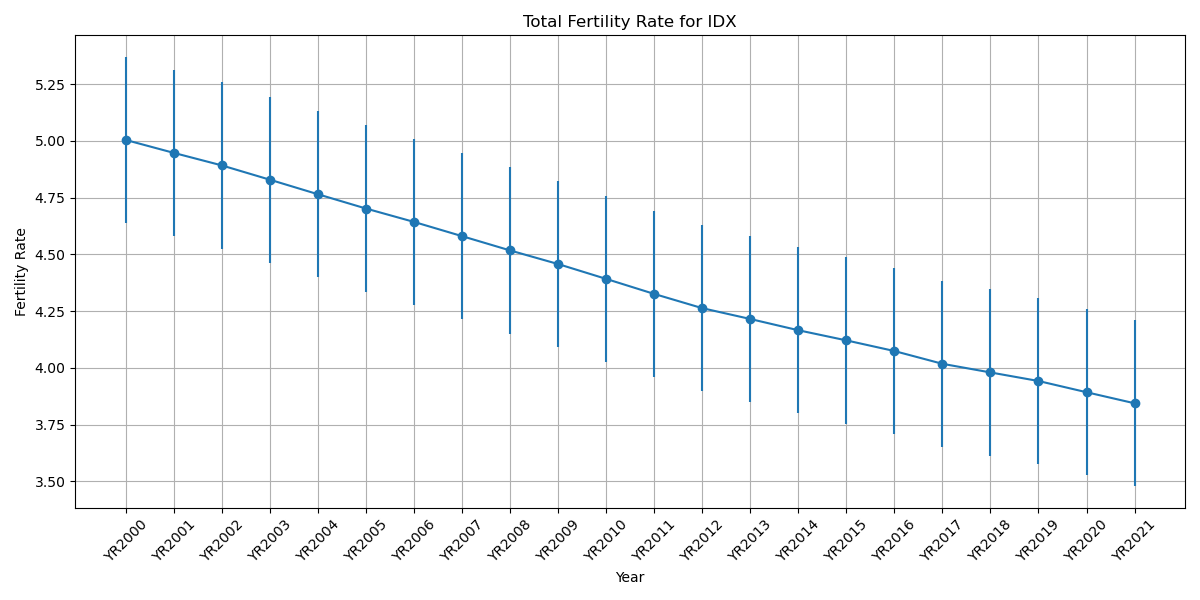 Total Fertility Rate for IDX
Fertility Rate
5.25
5.00
4.75
4.50
4.25
4.00
3.75
3.50
YR2000
YR2001
YR2002
YR2003
YR2004
YR2005
YR2006
YR2007
YR2008
YR2009
YR2010
YR2011
YR2012
YR2013
YR2014
YR2015
YR2016
YR2017
YR2018
YR2019
YR2020
YR2021
Year